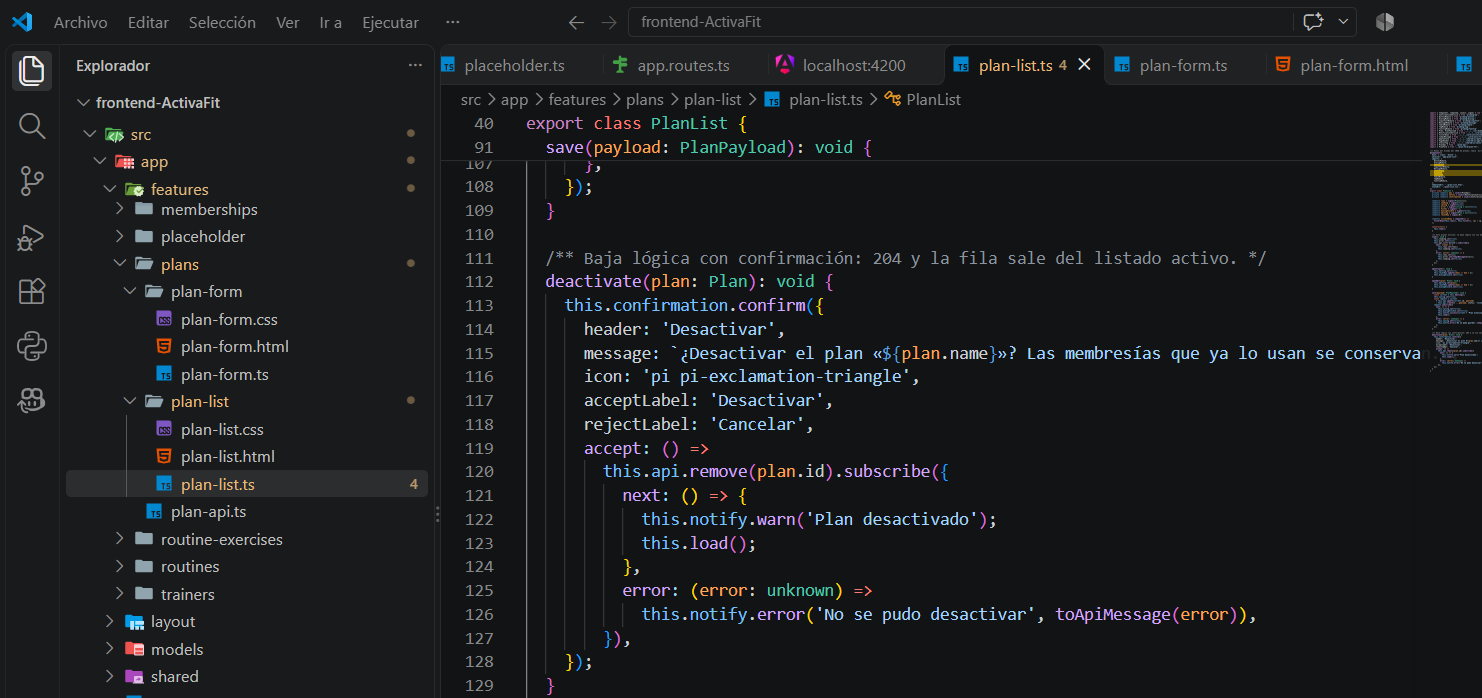 Archivo Editar Selección Ver Ir a Ejecutar ··· frontend-ActivaFit
Explorador ···
frontend-ActivaFit
src
app
features
memberships
placeholder
plans
plan-form
plan-form.css
plan-form.html
plan-form.ts
plan-list
plan-list.css
plan-list.html
plan-list.ts 4
plan-api.ts
routine-exercises
routines
trainers
layout
models
shared
placeholder.ts app.routes.ts localhost:4200 plan-list.ts 4 plan-form.ts plan-form.html
src > app > features > plans > plan-list > plan-list.ts > PlanList
40 export class PlanList {
91 save(payload: PlanPayload): void {
107 },
108 });
109 }
110
111 /** Baja lógica con confirmación: 204 y la fila sale del listado activo. */
112 deactivate(plan: Plan): void {
113 this.confirmation.confirm({
114 header: 'Desactivar',
115 message: `¿Desactivar el plan «${plan.name}»? Las membresías que ya lo usan se conserva
116 icon: 'pi pi-exclamation-triangle',
117 acceptLabel: 'Desactivar',
118 rejectLabel: 'Cancelar',
119 accept: () =>
120 this.api.remove(plan.id).subscribe({
121 next: () => {
122 this.notify.warn('Plan desactivado');
123 this.load();
124 },
125 error: (error: unknown) =>
126 this.notify.error('No se pudo desactivar', toApiMessage(error)),
127 }),
128 });
129 }